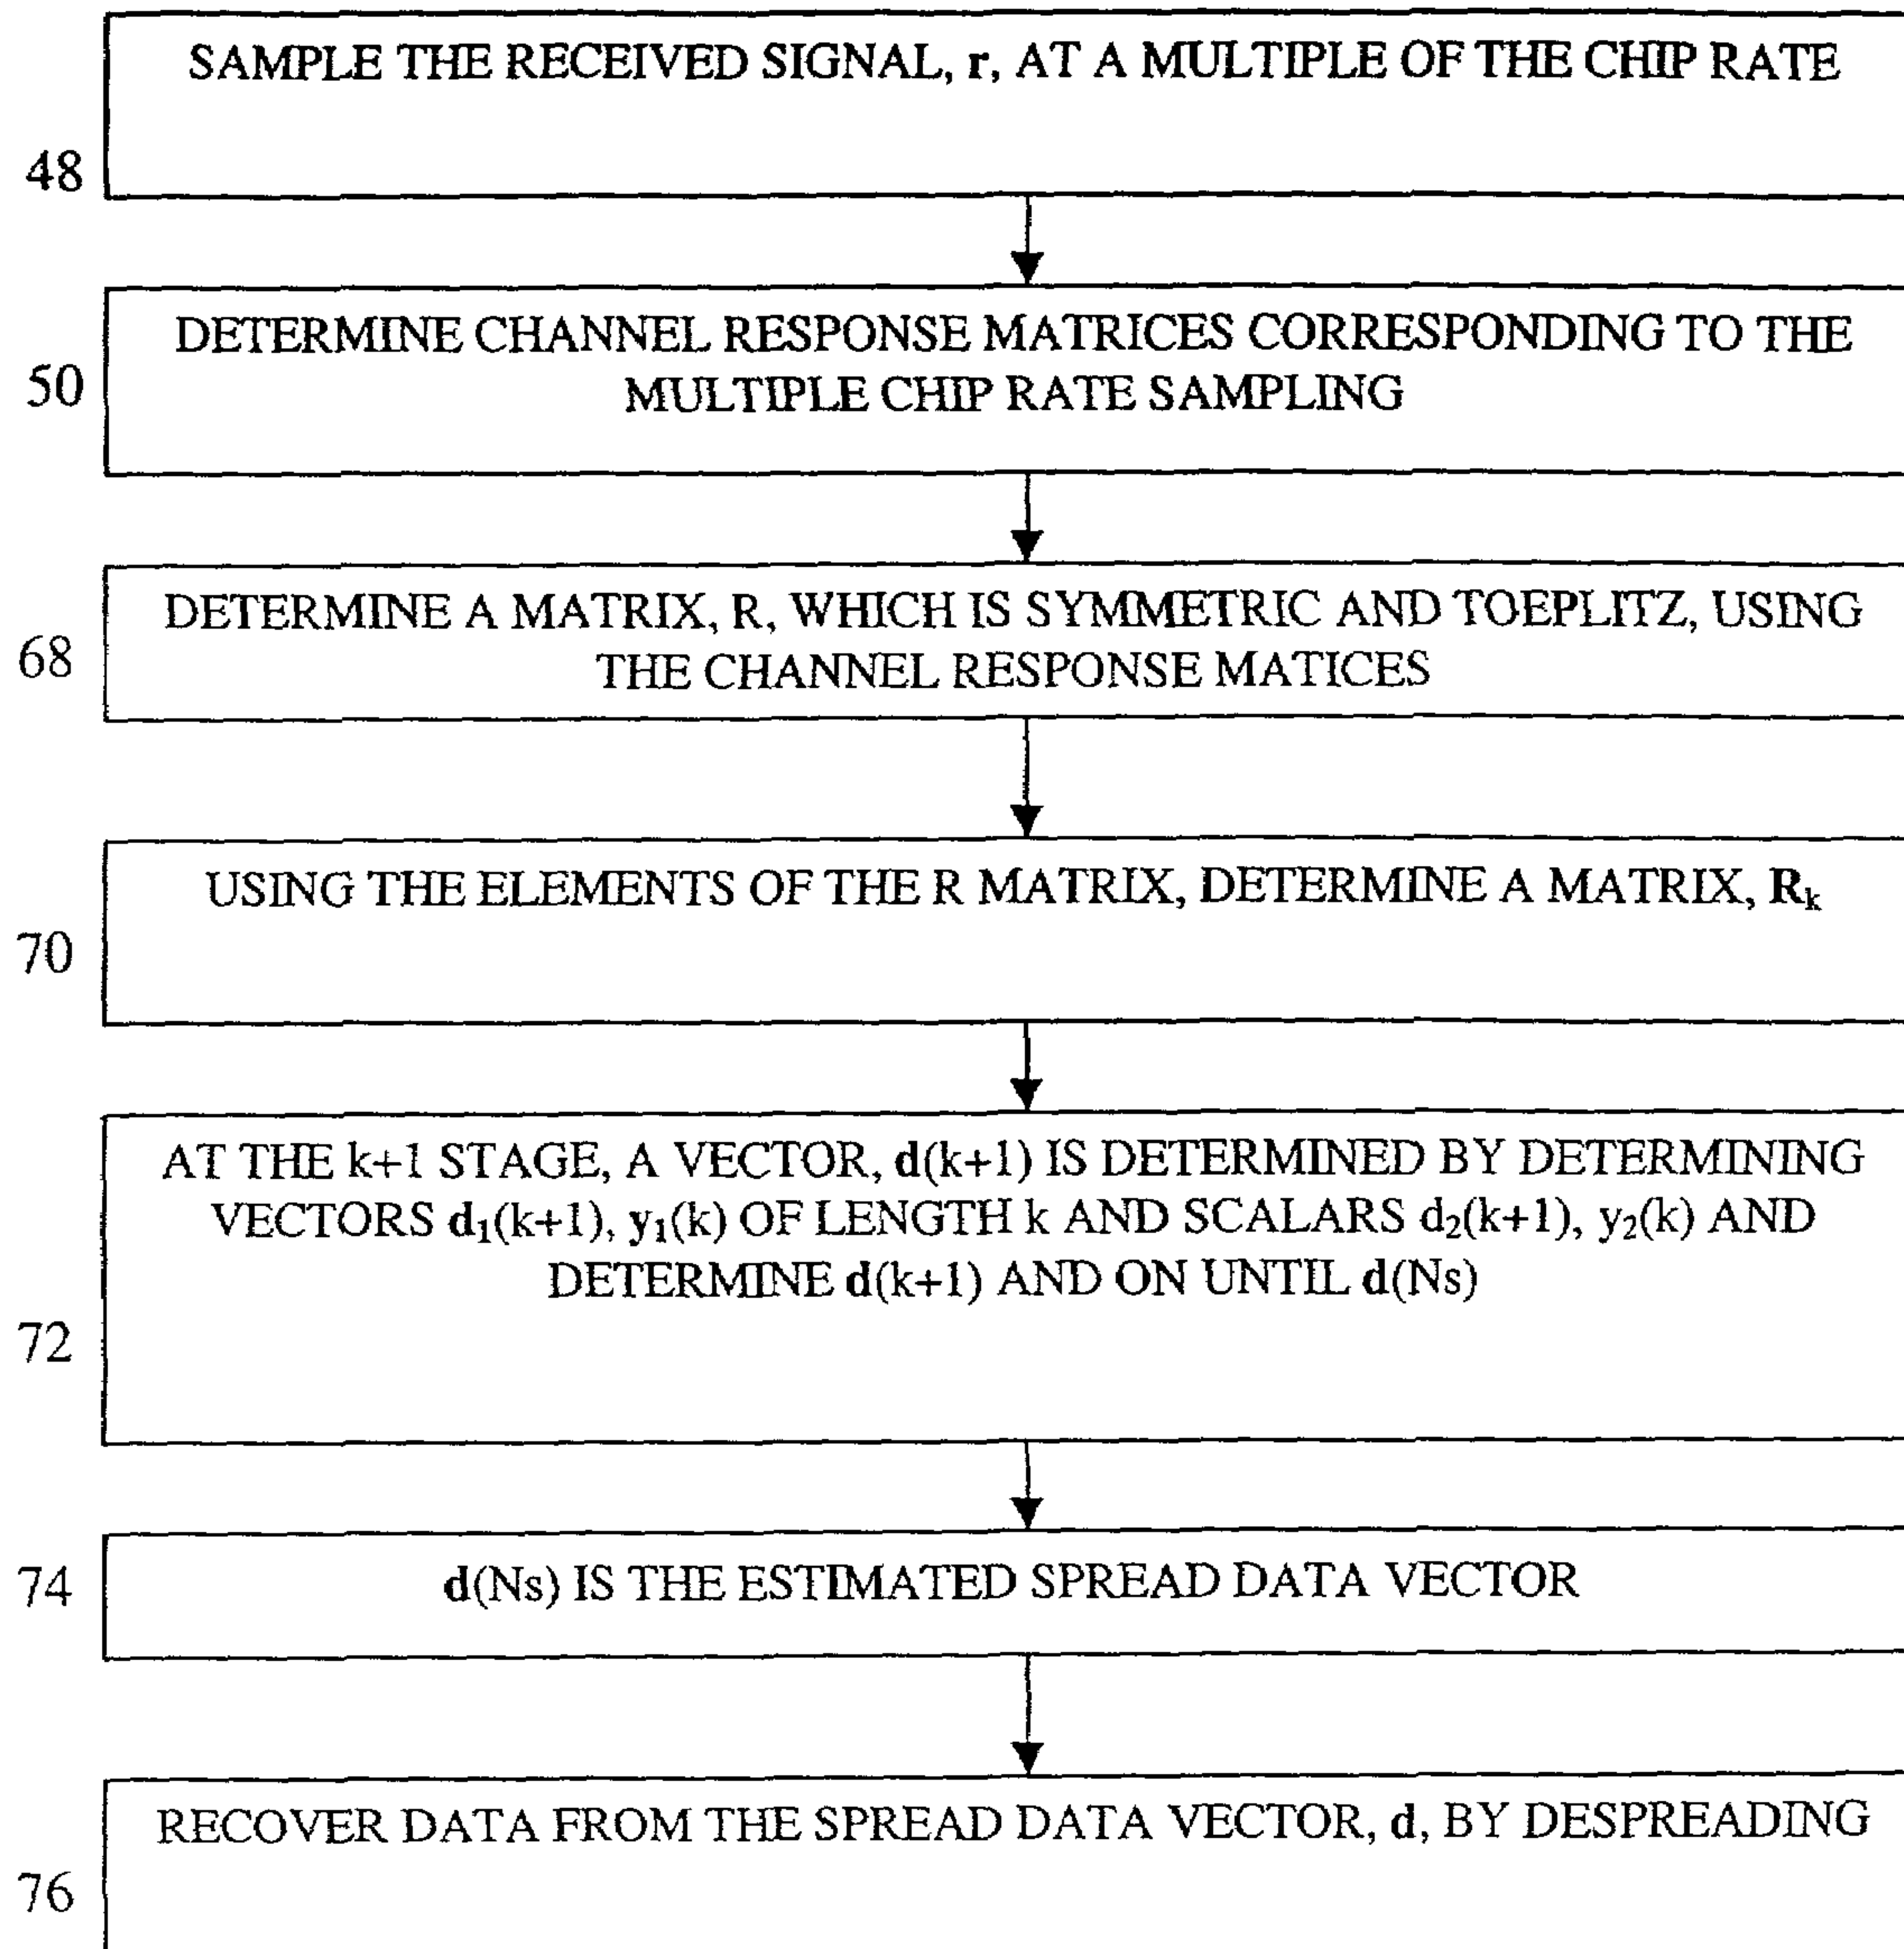 SAMPLE THE RECEIVED SIGNAL, r, AT A MULTIPLE OF THE CHIP RATE
48
DETERMINE CHANNEL RESPONSE MATRICES CORRESPONDING TO THE
MULTIPLE CHIP RATE SAMPLING
50
DETERMINE A MATRIX, R, WHICH IS SYMMETRIC AND TOEPLITZ, USING
THE CHANNEL RESPONSE MATICES
68
USING THE ELEMENTS OF THE R MATRIX, DETERMINE A MATRIX, Rₖ
70
AT THE k+1 STAGE, A VECTOR, d(k+1) IS DETERMINED BY DETERMINING
VECTORS d₁(k+1), y₁(k) OF LENGTH k AND SCALARS d₂(k+1), y₂(k) AND
DETERMINE d(k+1) AND ON UNTIL d(Ns)
72
d(Ns) IS THE ESTIMATED SPREAD DATA VECTOR
74
RECOVER DATA FROM THE SPREAD DATA VECTOR, d, BY DESPREADING
76